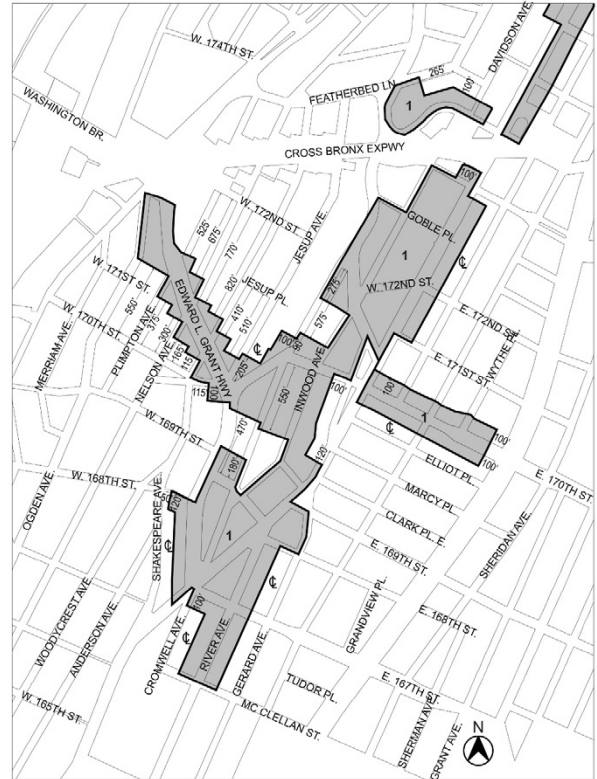 DAVIDSON AVE.
W. 174TH ST.
265'
100'
FEATHERBED LN.
1
WASHINGTON BR.
CROSS BRONX EXPWY
100'
W. 172ND ST.
JESUP AVE.
GOBLE PL.
525'
675'
770'
820'
1
℄
W. 171ST ST.
275'
W. 172ND ST.
JESUP PL.
EDWARD L. GRANT HWY
550'
375'
300'
165'
115'
410'
510'
575'
E. 172ND ST.
W. 170TH ST.
PLIMPTON AVE.
MERRIAM AVE.
NELSON AVE.
℄
E. 171ST ST.
WYTHE PL.
205'
100'
90'
INWOOD AVE.
100'
100'
115'
100'
550'
1
470'
100'
W. 169TH ST.
℄
120'
ELLIOT PL.
100'
E. 170TH ST.
180'
W. 168TH ST.
MARCY PL.
120'
OGDEN AVE.
SHAKESPEARE AVE.
CLARK PL. E.
1
℄
E. 169TH ST.
SHERIDAN AVE.
℄
WOODYCREST AVE.
ANDERSON AVE.
100'
GRANDVIEW PL.
E. 168TH ST.
CROMWELL AVE.
℄
RIVER AVE.
GERARD AVE.
TUDOR PL.
E. 167TH ST.
W. 165TH ST.
MC CLELLAN ST.
SHERMAN AVE.
GRANT AVE.
N